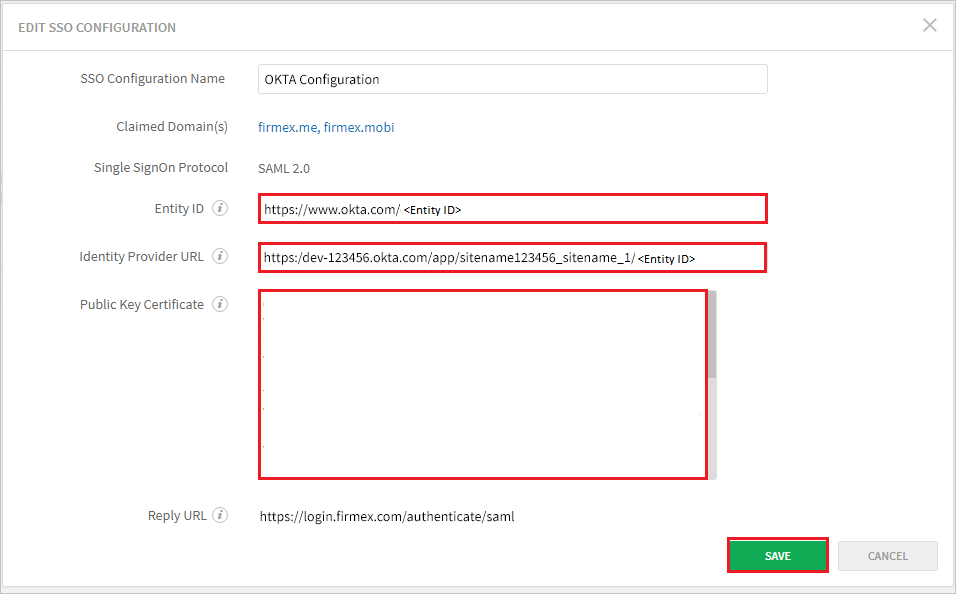 EDIT SSO CONFIGURATION
SSO Configuration Name OKTA Configuration
Claimed Domain(s) firmex.me, firmex.mobi
Single SignOn Protocol SAML 2.0
Entity ID i https://www.okta.com/ <Entity ID>
Identity Provider URL i https:/dev-123456.okta.com/app/sitename123456_sitename_1/ <Entity ID>
Public Key Certificate i
Reply URL i https://login.firmex.com/authenticate/saml
SAVE CANCEL